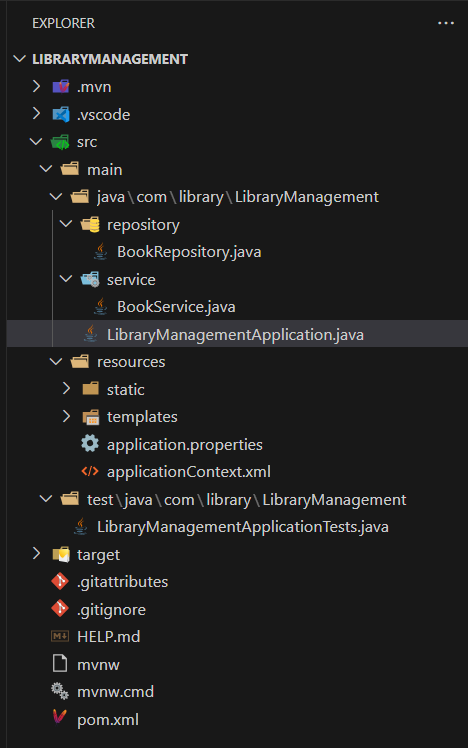 EXPLORER ...
LIBRARYMANAGEMENT
.mvn
.vscode
src
main
java\com\library\LibraryManagement
repository
BookRepository.java
service
BookService.java
LibraryManagementApplication.java
resources
static
templates
application.properties
applicationContext.xml
test\java\com\library\LibraryManagement
LibraryManagementApplicationTests.java
target
.gitattributes
.gitignore
HELP.md
mvnw
mvnw.cmd
pom.xml